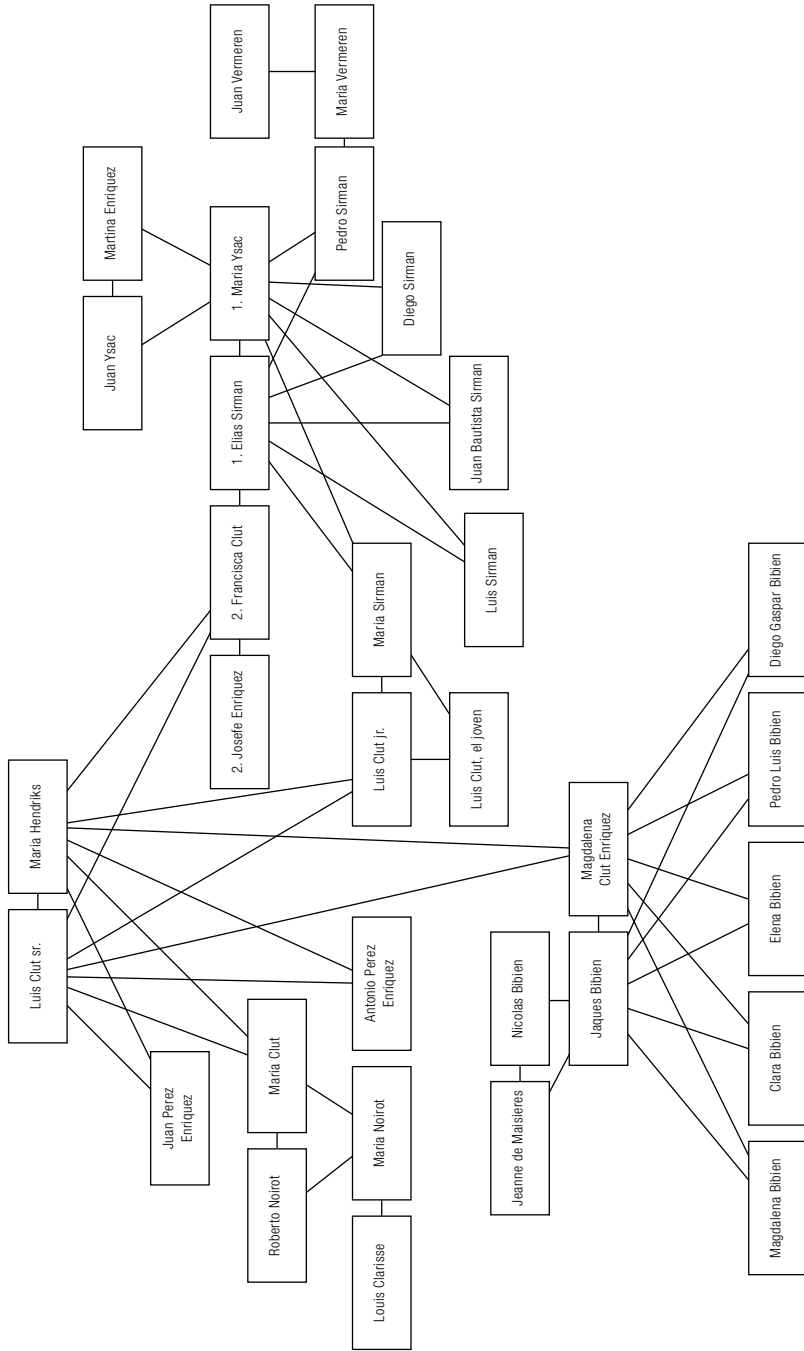 Luis Clut sr.
Maria Hendriks
Juan Perez
Enriquez
Roberto Noirot
Maria Clut
Louis Clarisse
Maria Noirot
Antonio Perez
Enriquez
Juan Ysac
Martina Enriquez
2. Josefe Enriquez
2. Francisca Clut
1. Elias Sirman
1. Maria Ysac
Juan Vermeren
Pedro Sirman
Maria Vermeren
Luis Clut jr.
Maria Sirman
Diego Sirman
Luis Clut, el joven
Luis Sirman
Juan Bautista Sirman
Jeanne de Maisieres
Nicolas Bibien
Jaques Bibien
Magdalena
Clut Enriquez
Magdalena Bibien
Clara Bibien
Elena Bibien
Pedro Luis Bibien
Diego Gaspar Bibien